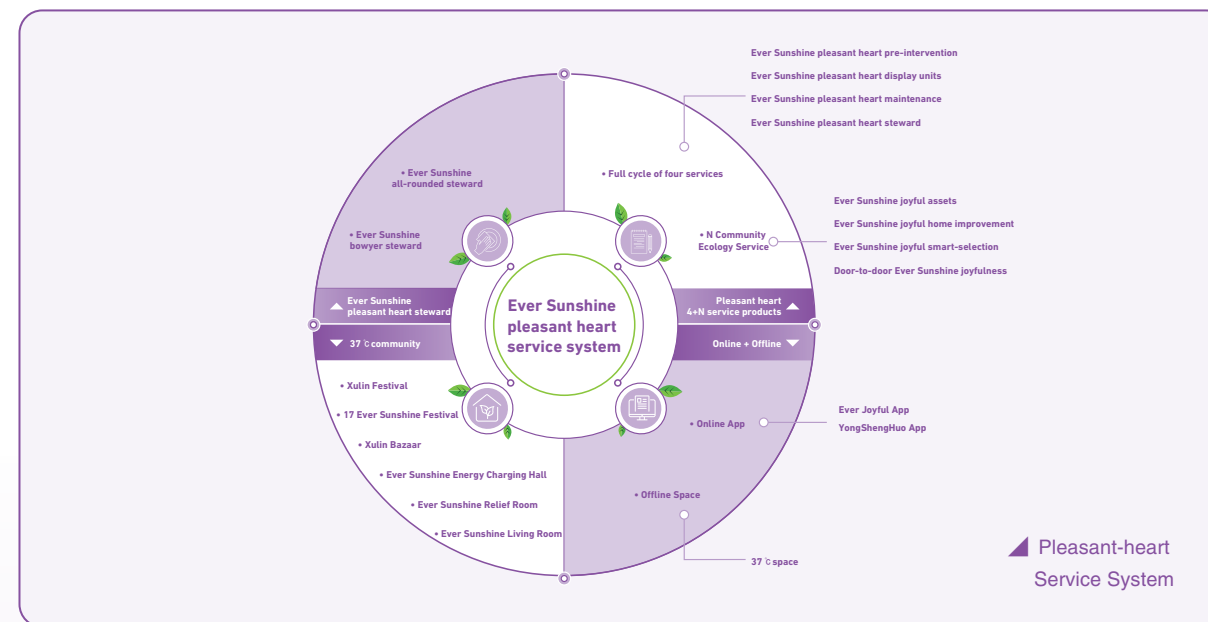 Ever Sunshine pleasant heart pre-intervention
Ever Sunshine pleasant heart display units
Ever Sunshine pleasant heart maintenance
Ever Sunshine pleasant heart steward
• Ever Sunshine
all-rounded steward
• Full cycle of four services
Ever Sunshine joyful assets
Ever Sunshine joyful home improvement
Ever Sunshine joyful smart-selection
Door-to-door Ever Sunshine joyfulness
• Ever Sunshine
bowyer steward
• N Community
Ecology Service
Ever Sunshine
pleasant heart steward
Pleasant heart
4+N service products
Ever Sunshine
pleasant heart
service system
37 ℃ community
Online + Offline
• Xulin Festival
• 17 Ever Sunshine Festival
• Xulin Bazaar
• Ever Sunshine Energy Charging Hall
• Ever Sunshine Relief Room
• Ever Sunshine Living Room
• Online App
Ever Joyful App
YongShengHuo App
• Offline Space
37 ℃ space
Pleasant-heart
Service System